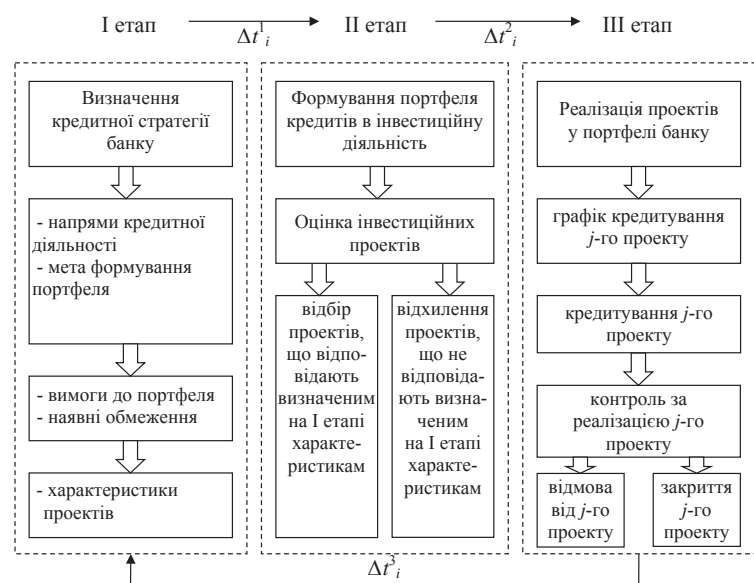 I етап
Δt¹ᵢ
II етап
Δt²ᵢ
III етап
Визначення
кредитної стратегії
банку
- напрями кредитної
діяльності
- мета формування
портфеля
- вимоги до портфеля
- наявні обмеження
- характеристики
проектів
Формування портфеля
кредитів в інвестиційну
діяльність
Оцінка інвестиційних
проектів
відбір
проектів,
що відпо-
відають
визначеним
на I етапі
характе-
ристикам
відхилення
проектів,
що не
відповіда-
ють визна-
ченим
на I етапі
характе-
ристикам
Реалізація проектів
у портфелі банку
графік кредитування
j-го проекту
кредитування j-го
проекту
контроль за
реалізацією j-го
проекту
відмова
від j-го
проекту
закриття
j-го
проекту
Δt³ᵢ